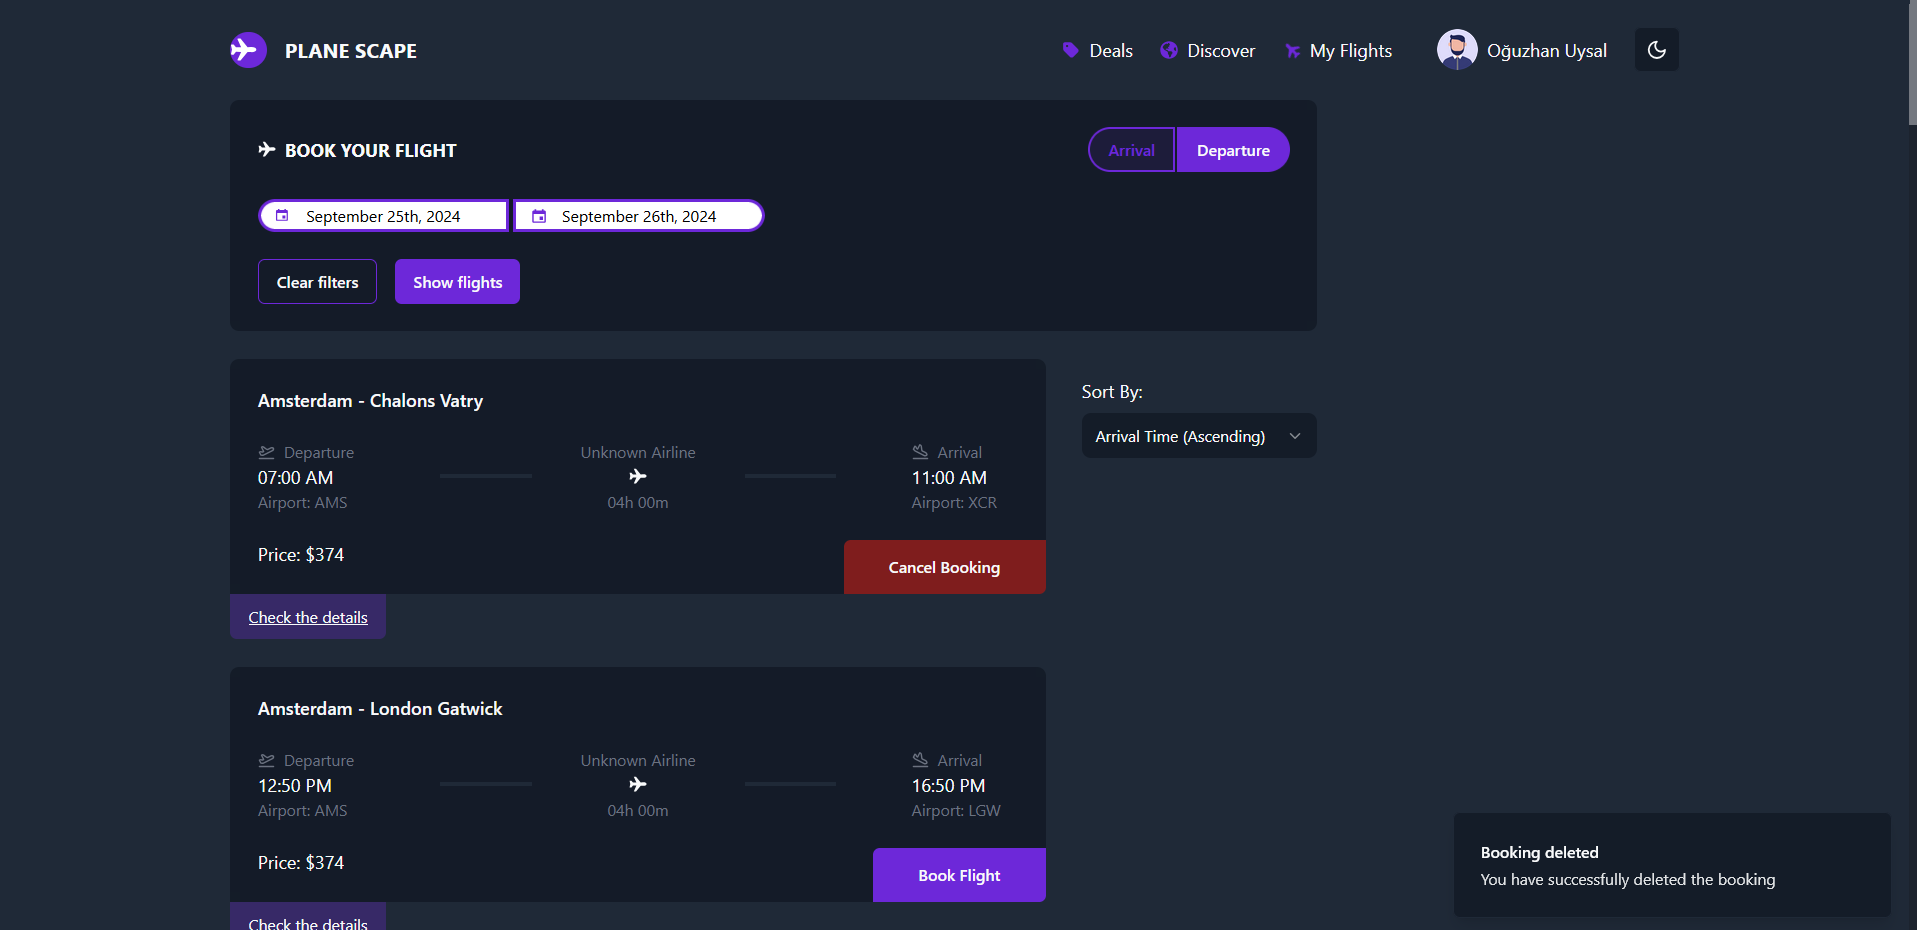 PLANE SCAPE
Deals
Discover
My Flights
Oğuzhan Uysal
BOOK YOUR FLIGHT
Arrival
Departure
September 25th, 2024
September 26th, 2024
Clear filters
Show flights
Amsterdam - Chalons Vatry
Departure
07:00 AM
Airport: AMS
Unknown Airline
04h 00m
Arrival
11:00 AM
Airport: XCR
Price: $374
Cancel Booking
Check the details
Sort By:
Arrival Time (Ascending)
Amsterdam - London Gatwick
Departure
12:50 PM
Airport: AMS
Unknown Airline
04h 00m
Arrival
16:50 PM
Airport: LGW
Price: $374
Book Flight
Check the details
Booking deleted
You have successfully deleted the booking